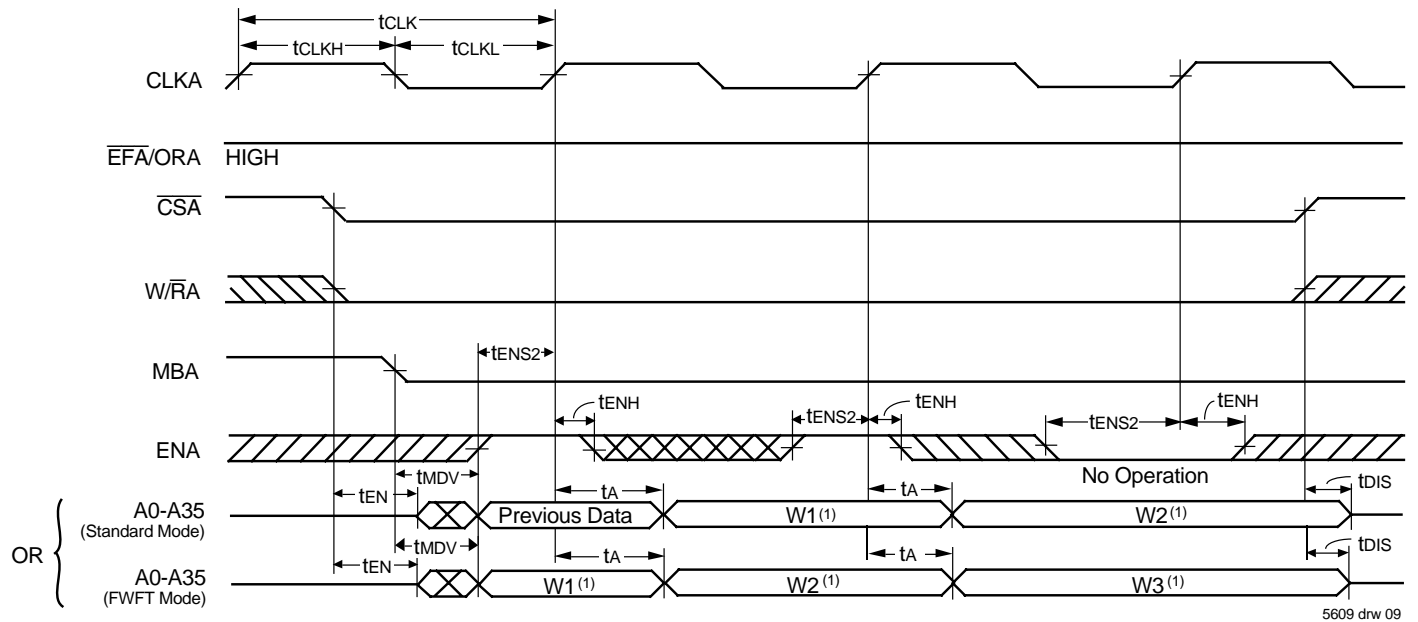 tCLK
tCLKH
tCLKL
CLKA
EFA/ORA
HIGH
CSA
W/RA
MBA
tENS2
tENH
tENS2
tENH
tENS2
tENH
ENA
No Operation
tMDV
tEN
tA
tA
tDIS
A0-A35
(Standard Mode)
Previous Data
W1(1)
W2(1)
OR
tMDV
tEN
tA
tA
tDIS
A0-A35
(FWFT Mode)
W1(1)
W2(1)
W3(1)
5609 drw 09